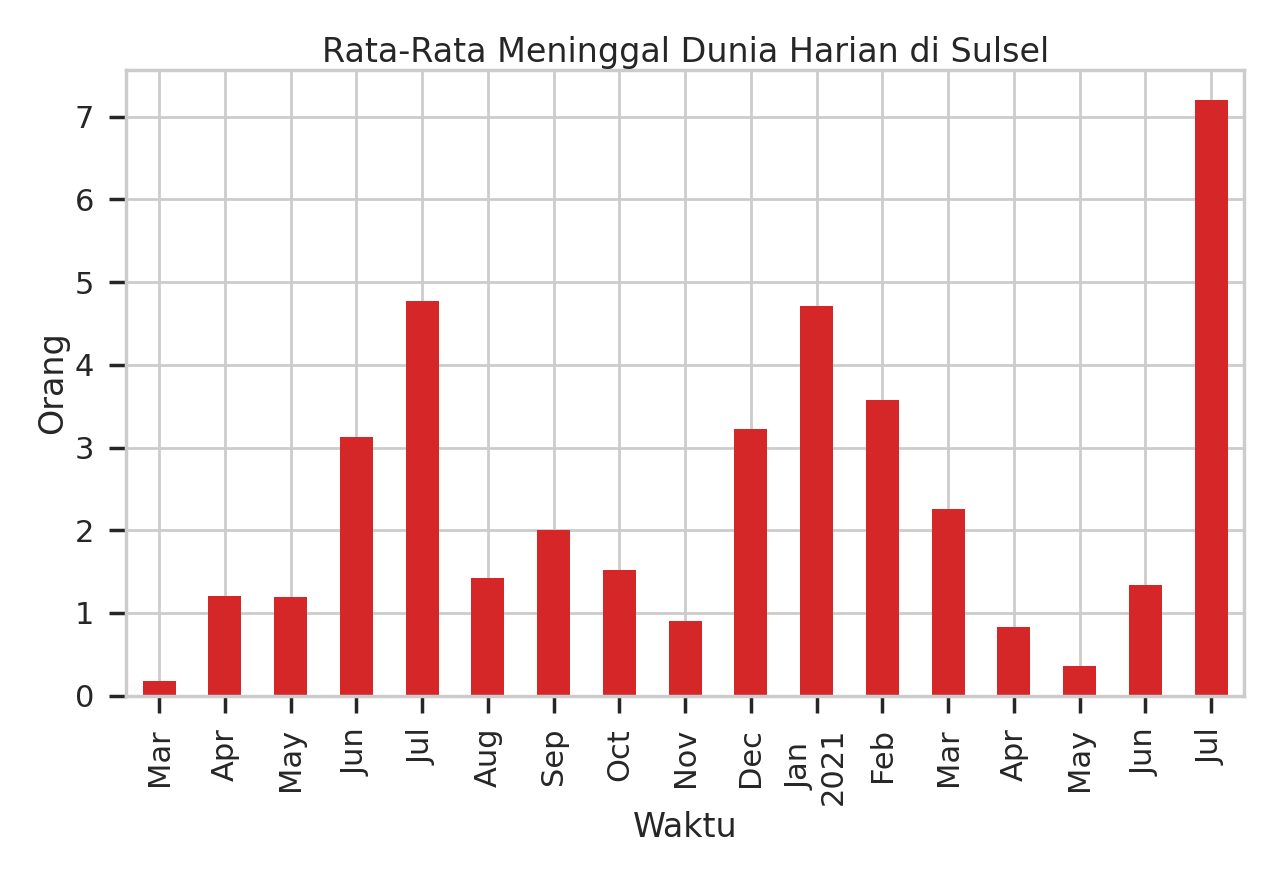 Rata-Rata Meninggal Dunia Harian di Sulsel
7
6
5
4
3
2
1
0
Orang
Mar
Apr
May
Jun
Jul
Aug
Sep
Oct
Nov
Dec
Jan
2021
Feb
Mar
Apr
May
Jun
Jul
Waktu